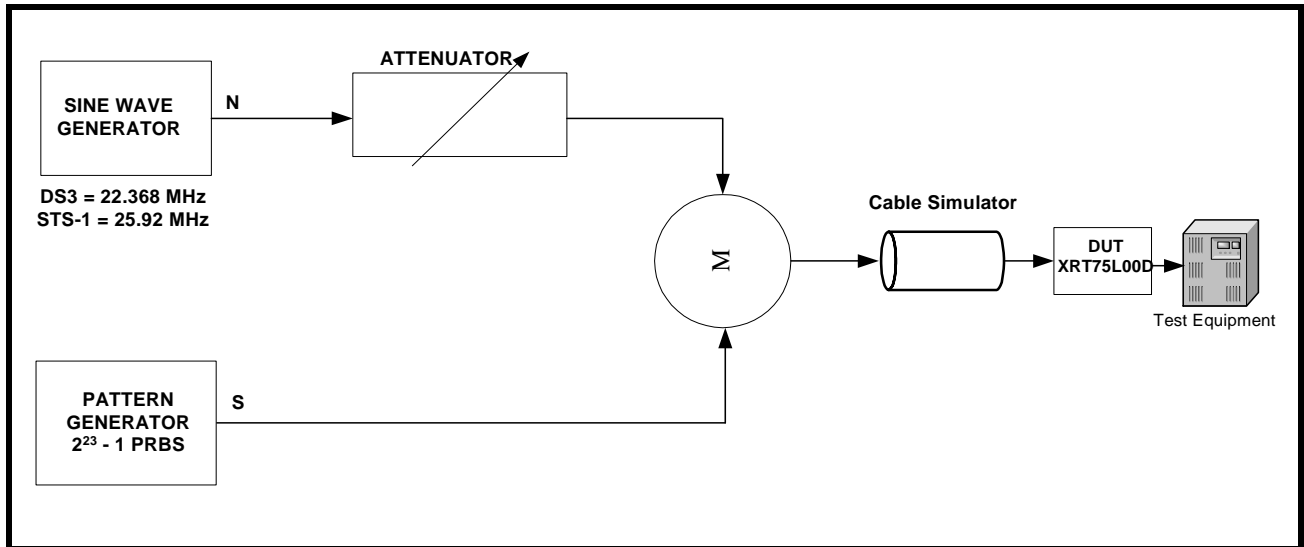 ATTENUATOR
SINE WAVE
GENERATOR
N
DS3 = 22.368 MHz
STS-1 = 25.92 MHz
M
Cable Simulator
DUT
XRT75L00D
Test Equipment
PATTERN
GENERATOR
2²³ - 1 PRBS
S